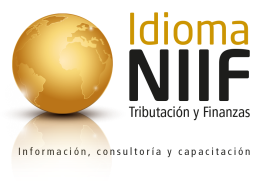 Idioma
NIIF
Tributación y Finanzas
Información, consultoría y capacitación